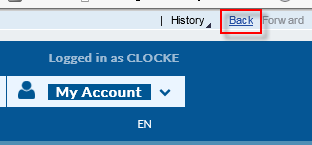 History Back Forward
Logged in as CLOCKE
My Account
EN